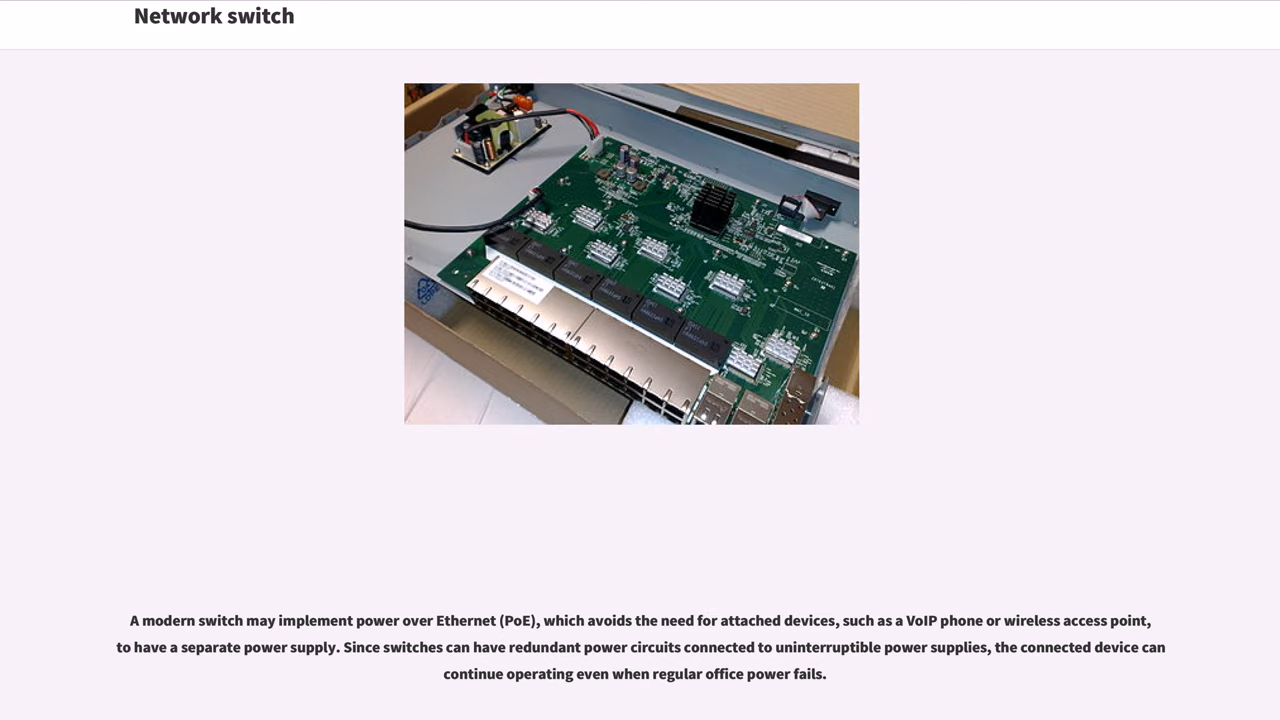 Network switch
A modern switch may implement power over Ethernet (PoE), which avoids the need for attached devices, such as a VoIP phone or wireless access point,
to have a separate power supply. Since switches can have redundant power circuits connected to uninterruptible power supplies, the connected device can
continue operating even when regular office power fails.